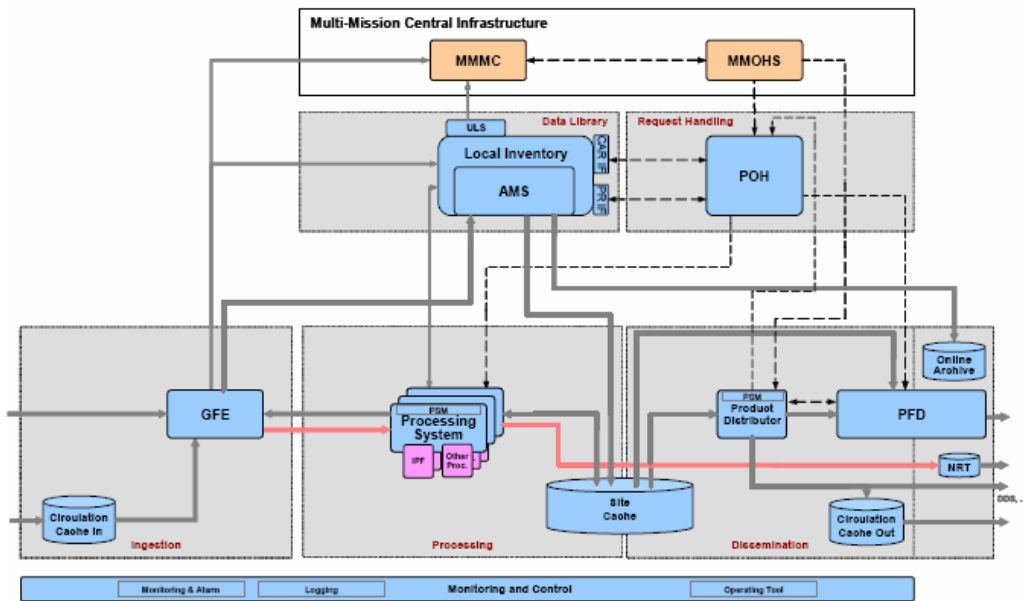 Multi-Mission Central Infrastructure
MMMC
MMOHS
Data Library
Request Handling
ULS
Local Inventory
CAR IF
AMS
PR IF
POH
Online
Archive
GFE
PSM
Processing
System
IPF
Other
Proc.
PSM
Product
Distributor
PFD
NRT
Site
Cache
DDS, ..
Circulation
Cache In
Circulation
Cache Out
Ingestion
Processing
Dissemination
Monitoring & Alarm
Logging
Monitoring and Control
Operating Tool